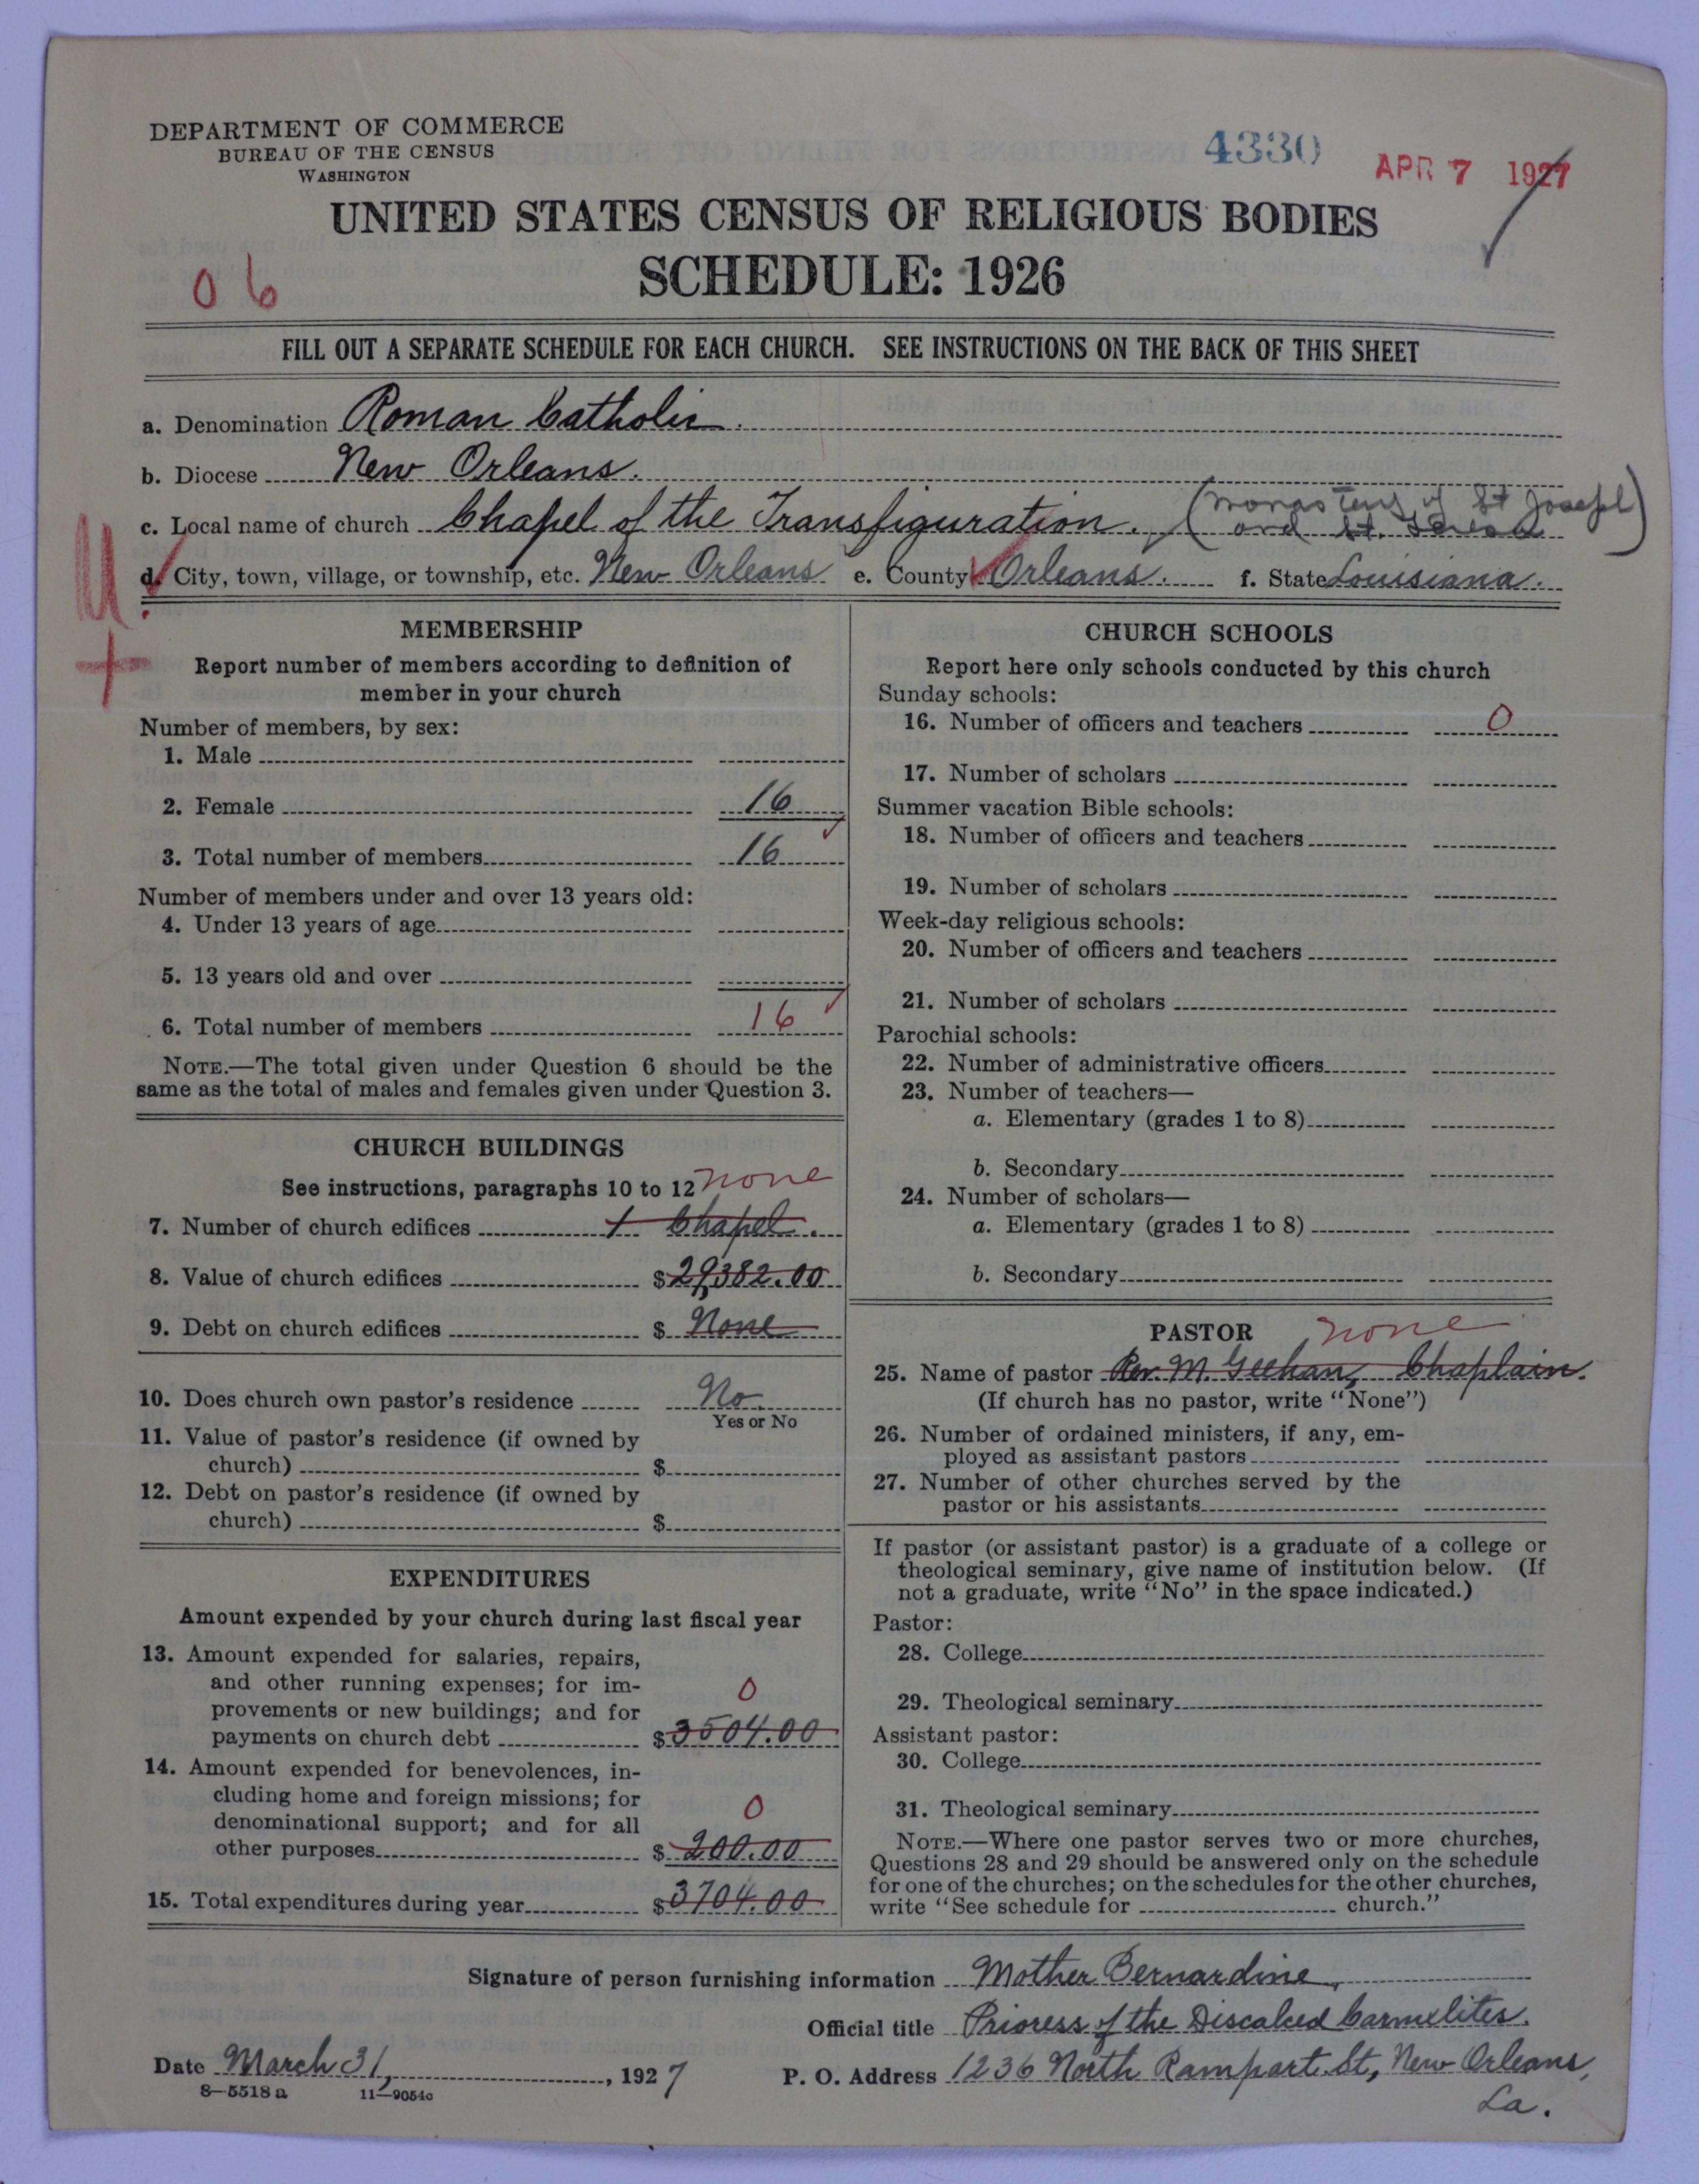 DEPARTMENT OF COMMERCE
BUREAU OF THE CENSUS
WASHINGTON
4330
APR 7 1927
UNITED STATES CENSUS OF RELIGIOUS BODIES
SCHEDULE: 1926
06
FILL OUT A SEPARATE SCHEDULE FOR EACH CHURCH. SEE INSTRUCTIONS ON THE BACK OF THIS SHEET
a. Denomination Roman Catholic.
b. Diocese New Orleans.
c. Local name of church Chapel of the Transfiguration. (Monastery of St Joseph
and St. Teresa)
d. City, town, village, or township, etc. New Orleans e. County Orleans. f. State Louisiana.
MEMBERSHIP
Report number of members according to definition of
member in your church
Number of members, by sex:
1. Male
2. Female 16
3. Total number of members 16
Number of members under and over 13 years old:
4. Under 13 years of age
5. 13 years old and over
6. Total number of members 16
NOTE.—The total given under Question 6 should be the
same as the total of males and females given under Question 3.
CHURCH BUILDINGS
See instructions, paragraphs 10 to 12 none
7. Number of church edifices 1 Chapel.
8. Value of church edifices $29,382.00
9. Debt on church edifices $ None
10. Does church own pastor's residence No.
Yes or No
11. Value of pastor's residence (if owned by
church) $
12. Debt on pastor's residence (if owned by
church) $
EXPENDITURES
Amount expended by your church during last fiscal year
13. Amount expended for salaries, repairs,
and other running expenses; for im-
provements or new buildings; and for 0
payments on church debt $3504.00
14. Amount expended for benevolences, in-
cluding home and foreign missions; for
denominational support; and for all 0
other purposes $200.00
15. Total expenditures during year $3704.00
CHURCH SCHOOLS
Report here only schools conducted by this church
Sunday schools:
16. Number of officers and teachers 0
17. Number of scholars
Summer vacation Bible schools:
18. Number of officers and teachers
19. Number of scholars
Week-day religious schools:
20. Number of officers and teachers
21. Number of scholars
Parochial schools:
22. Number of administrative officers
23. Number of teachers—
a. Elementary (grades 1 to 8)
b. Secondary
24. Number of scholars—
a. Elementary (grades 1 to 8)
b. Secondary
PASTOR none
25. Name of pastor Rev. M. Geehan, Chaplain.
(If church has no pastor, write "None")
26. Number of ordained ministers, if any, em-
ployed as assistant pastors
27. Number of other churches served by the
pastor or his assistants
If pastor (or assistant pastor) is a graduate of a college or
theological seminary, give name of institution below. (If
not a graduate, write "No" in the space indicated.)
Pastor:
28. College
29. Theological seminary
Assistant pastor:
30. College
31. Theological seminary
NOTE.—Where one pastor serves two or more churches,
Questions 28 and 29 should be answered only on the schedule
for one of the churches; on the schedules for the other churches,
write "See schedule for church."
Signature of person furnishing information Mother Bernardine,
Official title Prioress of the Discalced Carmelites.
Date March 31, 1927 P. O. Address 1236 North Rampart St, New Orleans,
La.
8—5518 a 11—9054c